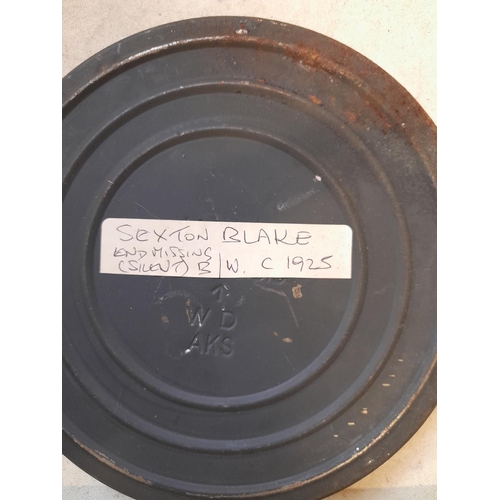 SEXTON BLAKE
END MISSING
(SILENT) B/W. C 1925
W D
AKS